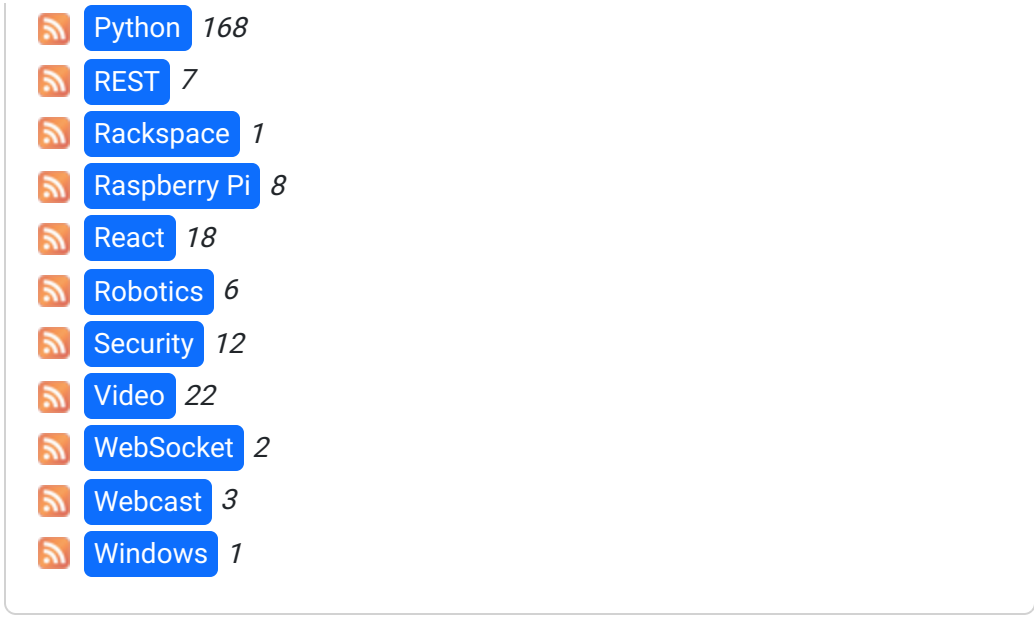 Python 168
REST 7
Rackspace 1
Raspberry Pi 8
React 18
Robotics 6
Security 12
Video 22
WebSocket 2
Webcast 3
Windows 1